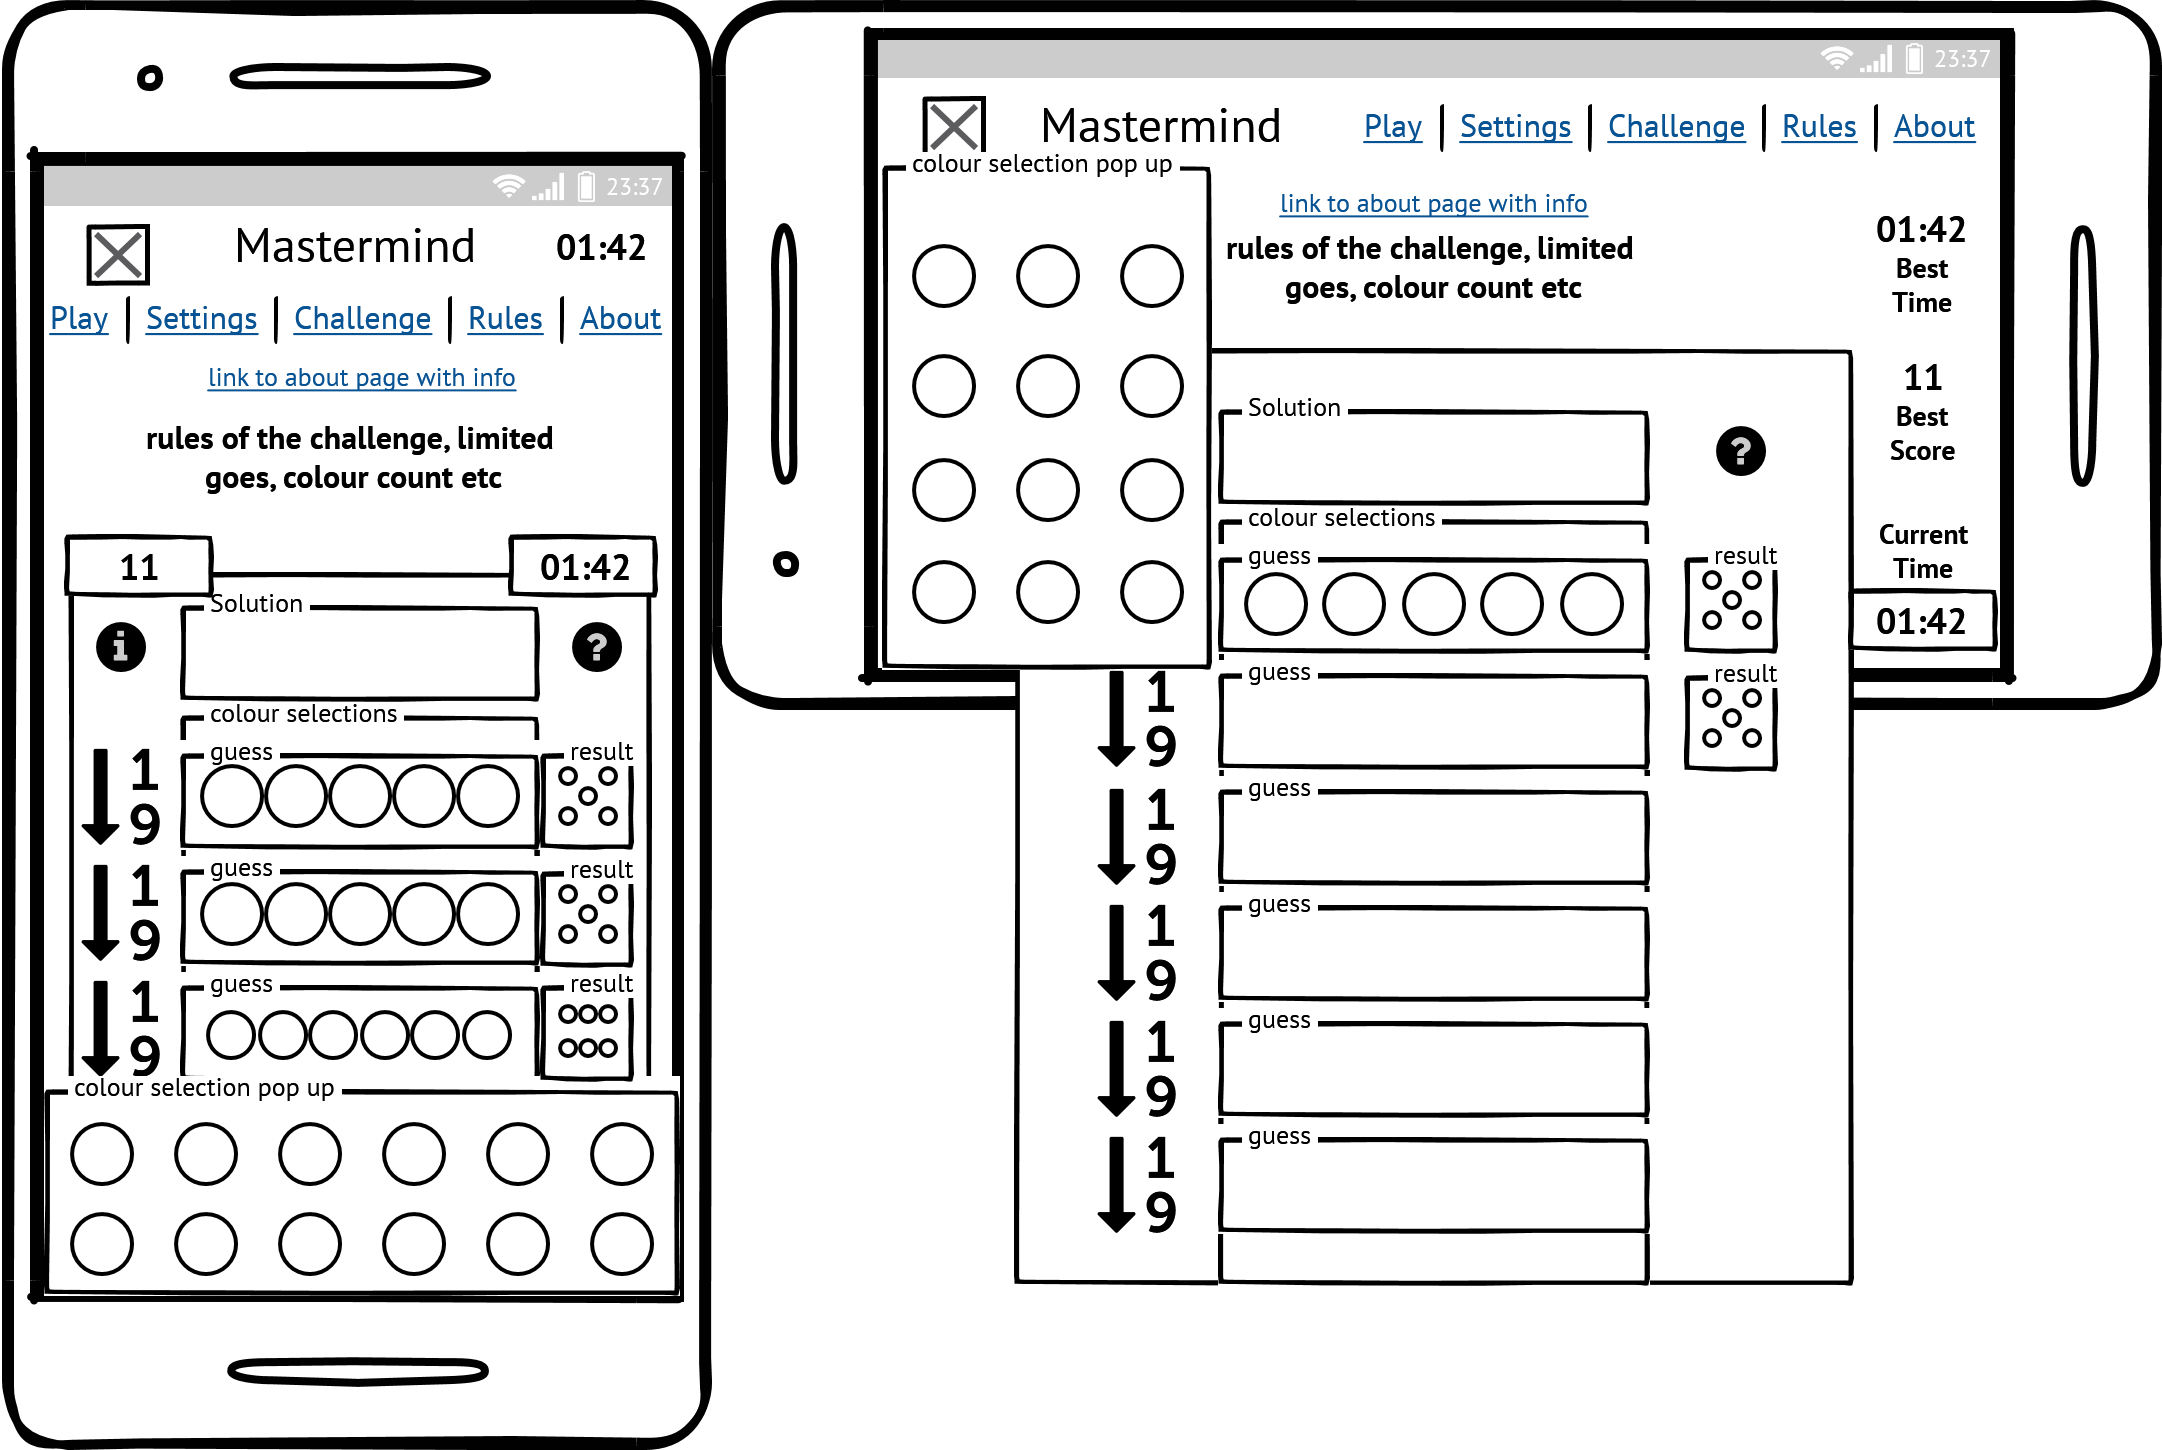 23:37
Mastermind
01:42
Play
Settings
Challenge
Rules
About
link to about page with info
rules of the challenge, limited
goes, colour count etc
11
01:42
Solution
i
?
colour selections
guess
result
1
9
guess
result
1
9
guess
result
1
9
colour selection pop up
23:37
Mastermind
Play
Settings
Challenge
Rules
About
colour selection pop up
link to about page with info
rules of the challenge, limited
goes, colour count etc
01:42
Best
Time
11
Best
Score
Current
Time
01:42
Solution
?
colour selections
guess
result
guess
result
1
9
guess
1
9
guess
1
9
guess
1
9
guess
1
9